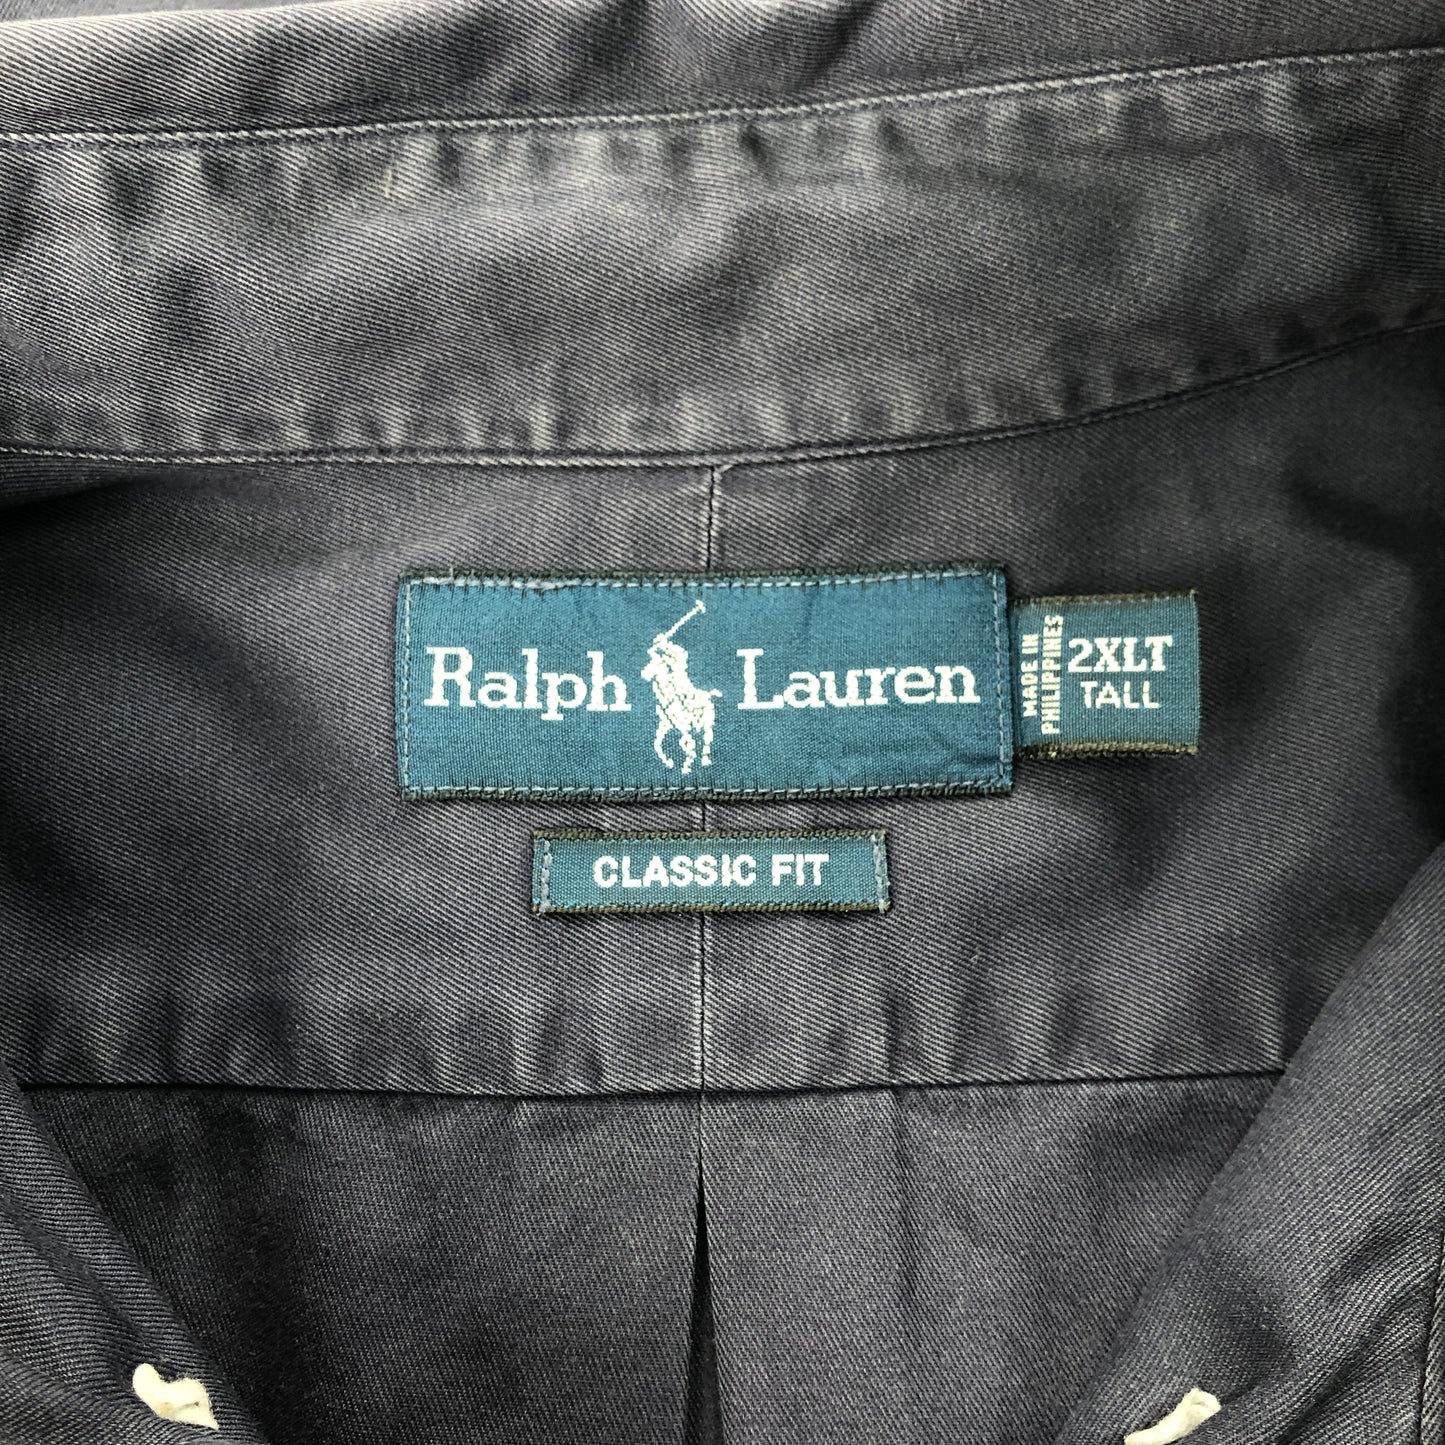 Ralph Lauren
MADE IN
PHILIPPINES
2XLT
TALL
CLASSIC FIT